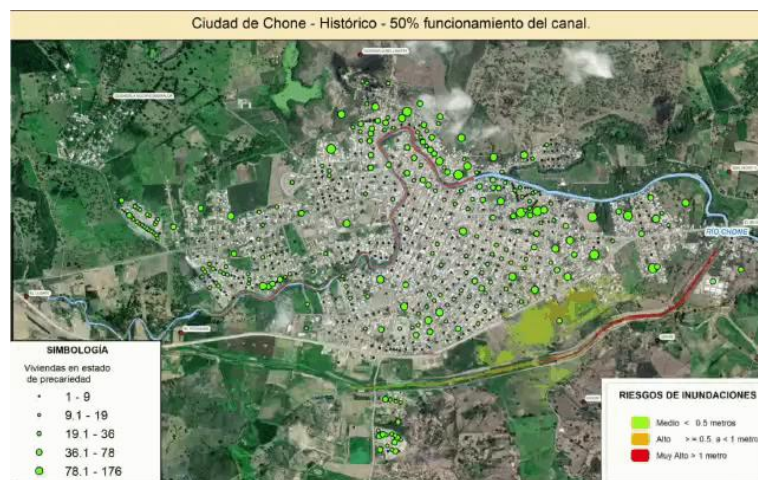 Ciudad de Chone - Histórico - 50% funcionamiento del canal.
RIO CHONE
SIMBOLOGÍA
Viviendas en estado
de precariedad
1 - 9
9.1 - 19
19.1 - 36
36.1 - 78
78.1 - 176
RIESGOS DE INUNDACIONES
Medio < 0.5 metros
Alto > = 0.5, a < 1 metro
Muy Alto > 1 metro